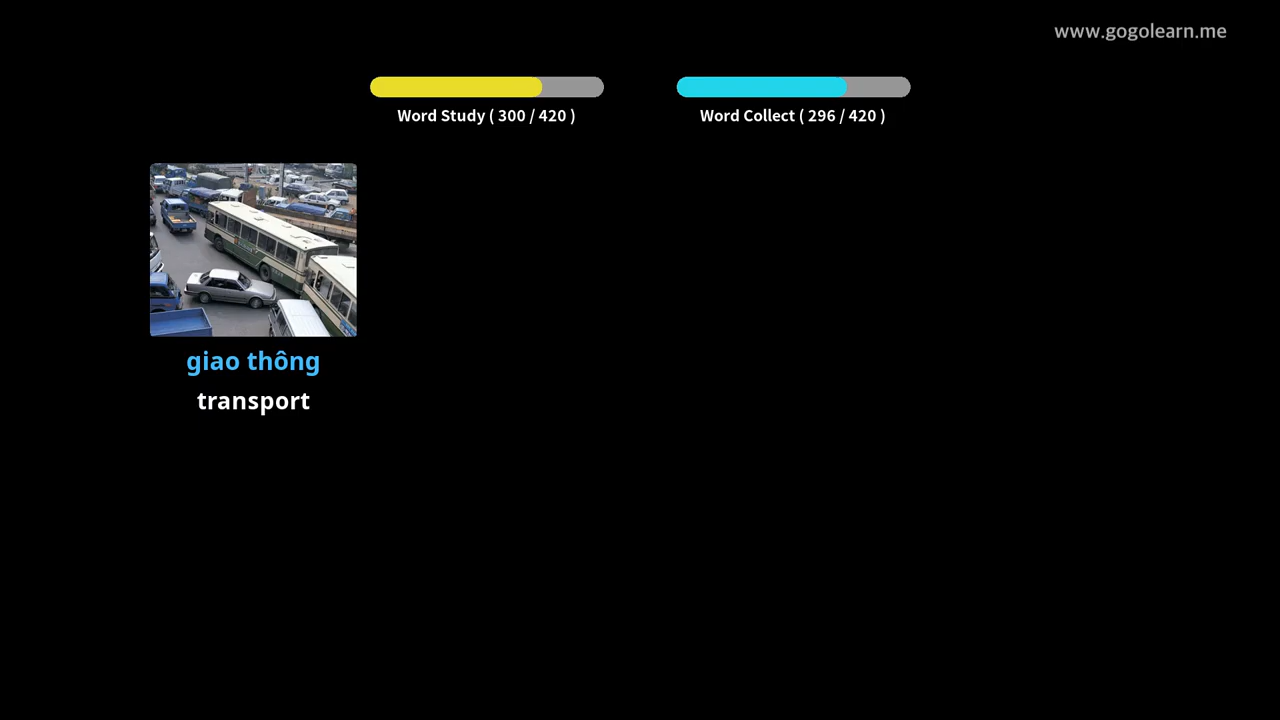 www.gogolearn.me
Word Study ( 300 / 420 )
Word Collect ( 296 / 420 )
giao thông
transport